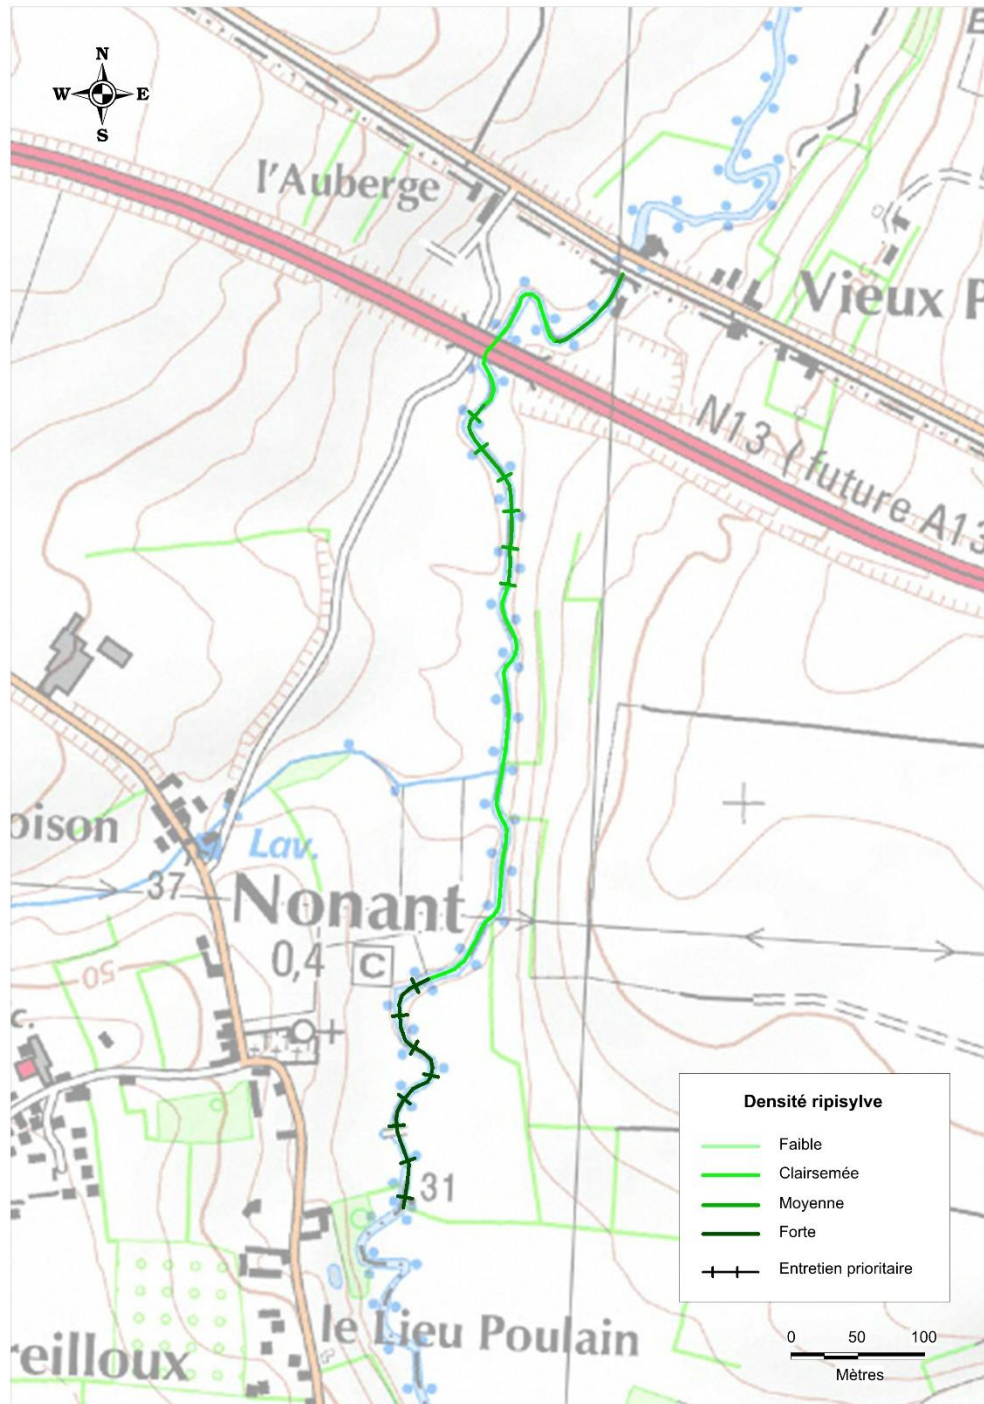 N
W E
S
l'Auberge
Vieux P
N13 (future A13
oison
Lav.
37
Nonant
0,4
C
50
c.
31
le Lieu Poulain
reilloux
Densité ripisylve
Faible
Clairsemée
Moyenne
Forte
Entretien prioritaire
0 50 100
Mètres